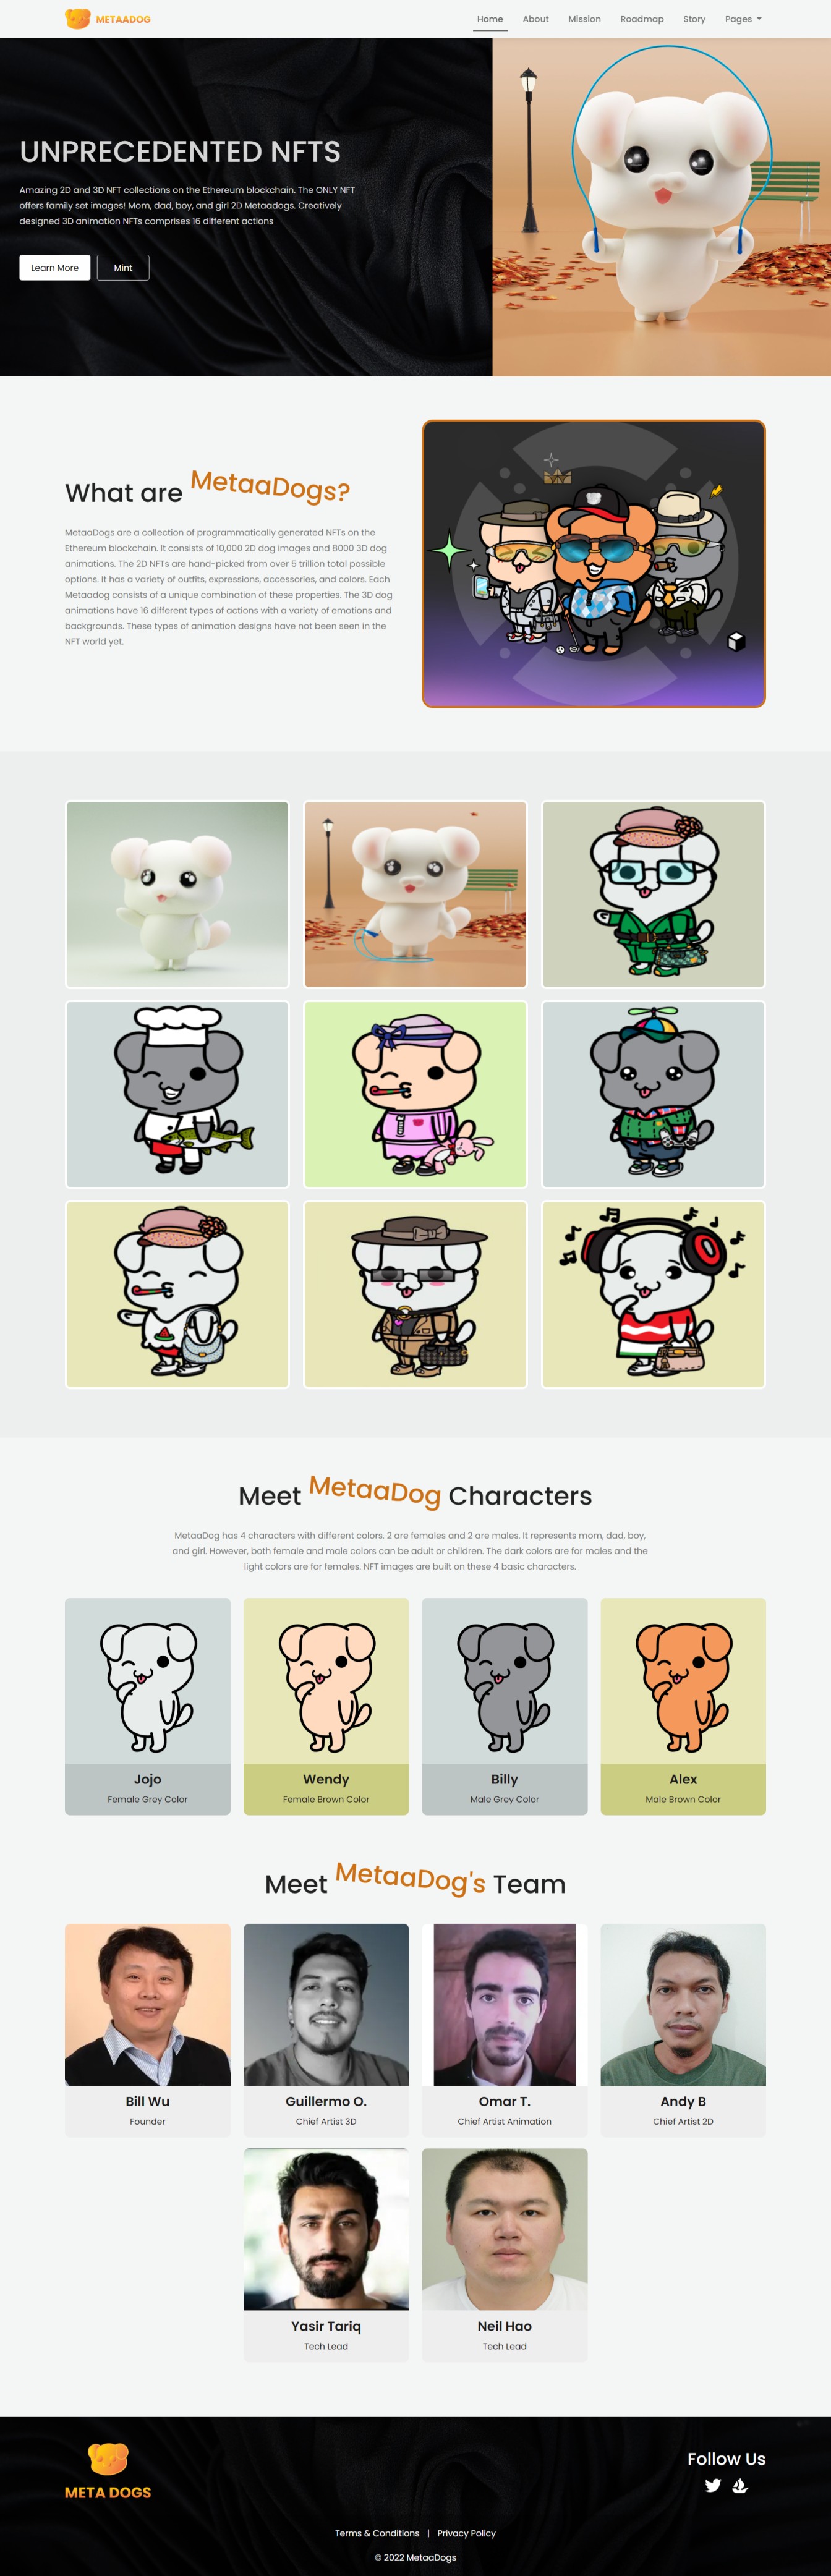 METAADOG
Home About Mission Roadmap Story Pages
UNPRECEDENTED NFTS
Amazing 2D and 3D NFT collections on the Ethereum blockchain. The ONLY NFT
offers family set images! Mom, dad, boy, and girl 2D Metaadogs. Creatively
designed 3D animation NFTs comprises 16 different actions
Learn More Mint
What are MetaaDogs?
MetaaDogs are a collection of programmatically generated NFTs on the
Ethereum blockchain. It consists of 10,000 2D dog images and 8000 3D dog
animations. The 2D NFTs are hand-picked from over 5 trillion total possible
options. It has a variety of outfits, expressions, accessories, and colors. Each
Metaadog consists of a unique combination of these properties. The 3D dog
animations have 16 different types of actions with a variety of emotions and
backgrounds. These types of animation designs have not been seen in the
NFT world yet.
Meet MetaaDog Characters
MetaaDog has 4 characters with different colors. 2 are females and 2 are males. It represents mom, dad, boy,
and girl. However, both female and male colors can be adult or children. The dark colors are for males and the
light colors are for females. NFT images are built on these 4 basic characters.
Jojo
Female Grey Color
Wendy
Female Brown Color
Billy
Male Grey Color
Alex
Male Brown Color
Meet MetaaDog's Team
Bill Wu
Founder
Guillermo O.
Chief Artist 3D
Omar T.
Chief Artist Animation
Andy B
Chief Artist 2D
Yasir Tariq
Tech Lead
Neil Hao
Tech Lead
META DOGS
Follow Us
Terms & Conditions | Privacy Policy
© 2022 MetaaDogs